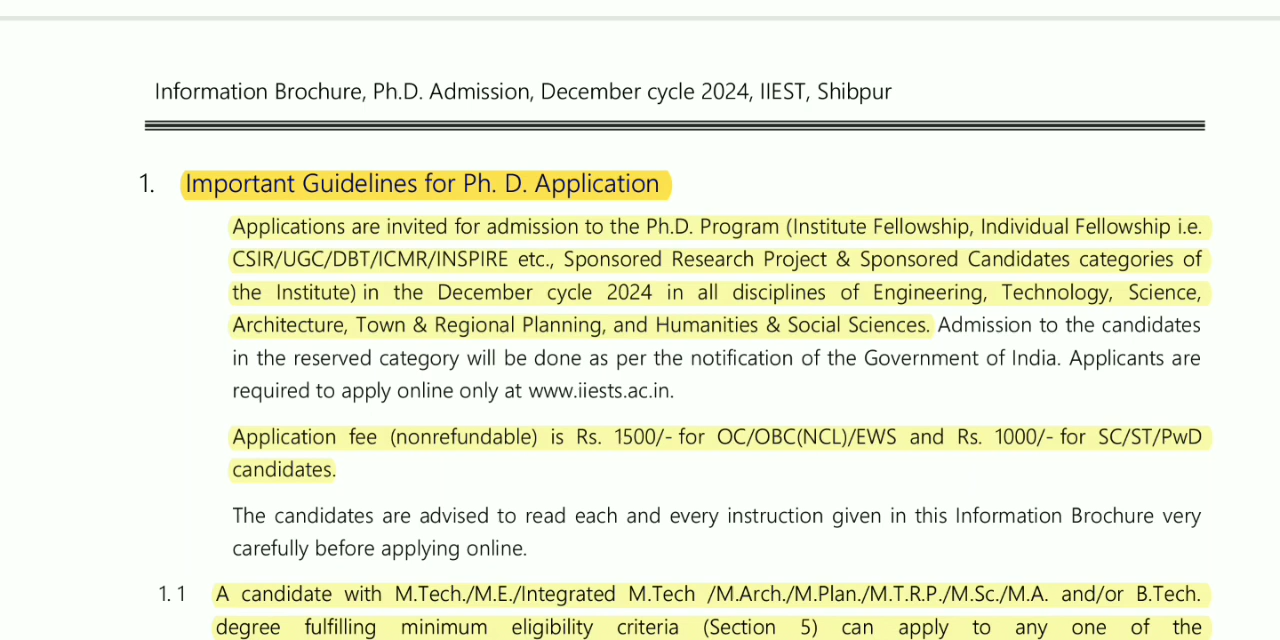 Information Brochure, Ph.D. Admission, December cycle 2024, IIEST, Shibpur
1. Important Guidelines for Ph. D. Application
Applications are invited for admission to the Ph.D. Program (Institute Fellowship, Individual Fellowship i.e.
CSIR/UGC/DBT/ICMR/INSPIRE etc., Sponsored Research Project & Sponsored Candidates categories of
the Institute) in the December cycle 2024 in all disciplines of Engineering, Technology, Science,
Architecture, Town & Regional Planning, and Humanities & Social Sciences. Admission to the candidates
in the reserved category will be done as per the notification of the Government of India. Applicants are
required to apply online only at www.iiests.ac.in.
Application fee (nonrefundable) is Rs. 1500/- for OC/OBC(NCL)/EWS and Rs. 1000/- for SC/ST/PwD
candidates.
The candidates are advised to read each and every instruction given in this Information Brochure very
carefully before applying online.
1. 1 A candidate with M.Tech./M.E./Integrated M.Tech /M.Arch./M.Plan./M.T.R.P./M.Sc./M.A. and/or B.Tech.
degree fulfilling minimum eligibility criteria (Section 5) can apply to any one of the